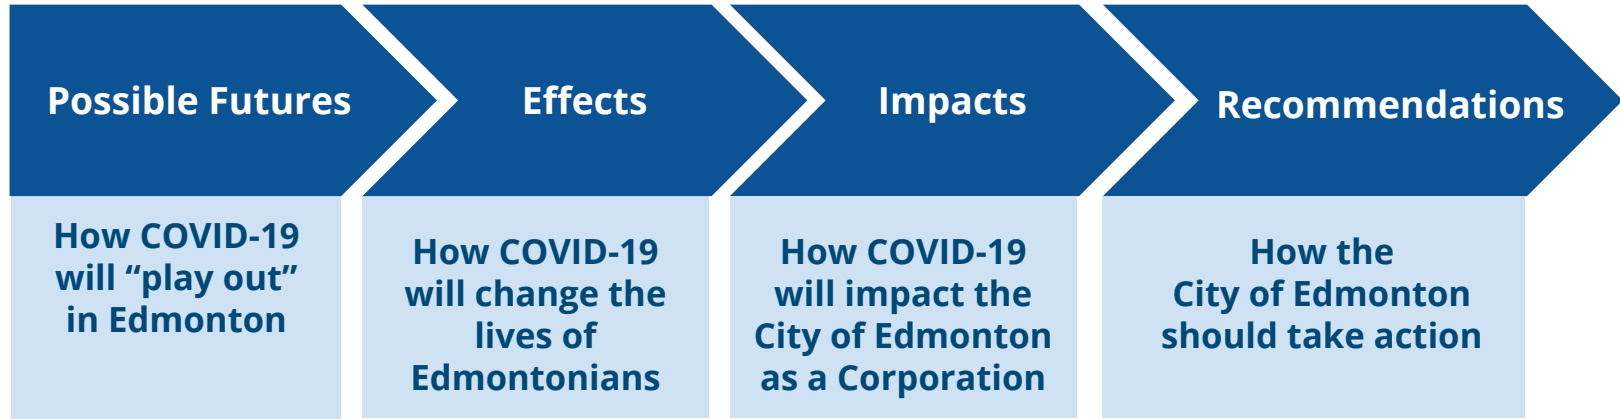 Possible Futures
Effects
Impacts
Recommendations
How COVID-19
will “play out”
in Edmonton
How COVID-19
will change the
lives of
Edmontonians
How COVID-19
will impact the
City of Edmonton
as a Corporation
How the
City of Edmonton
should take action